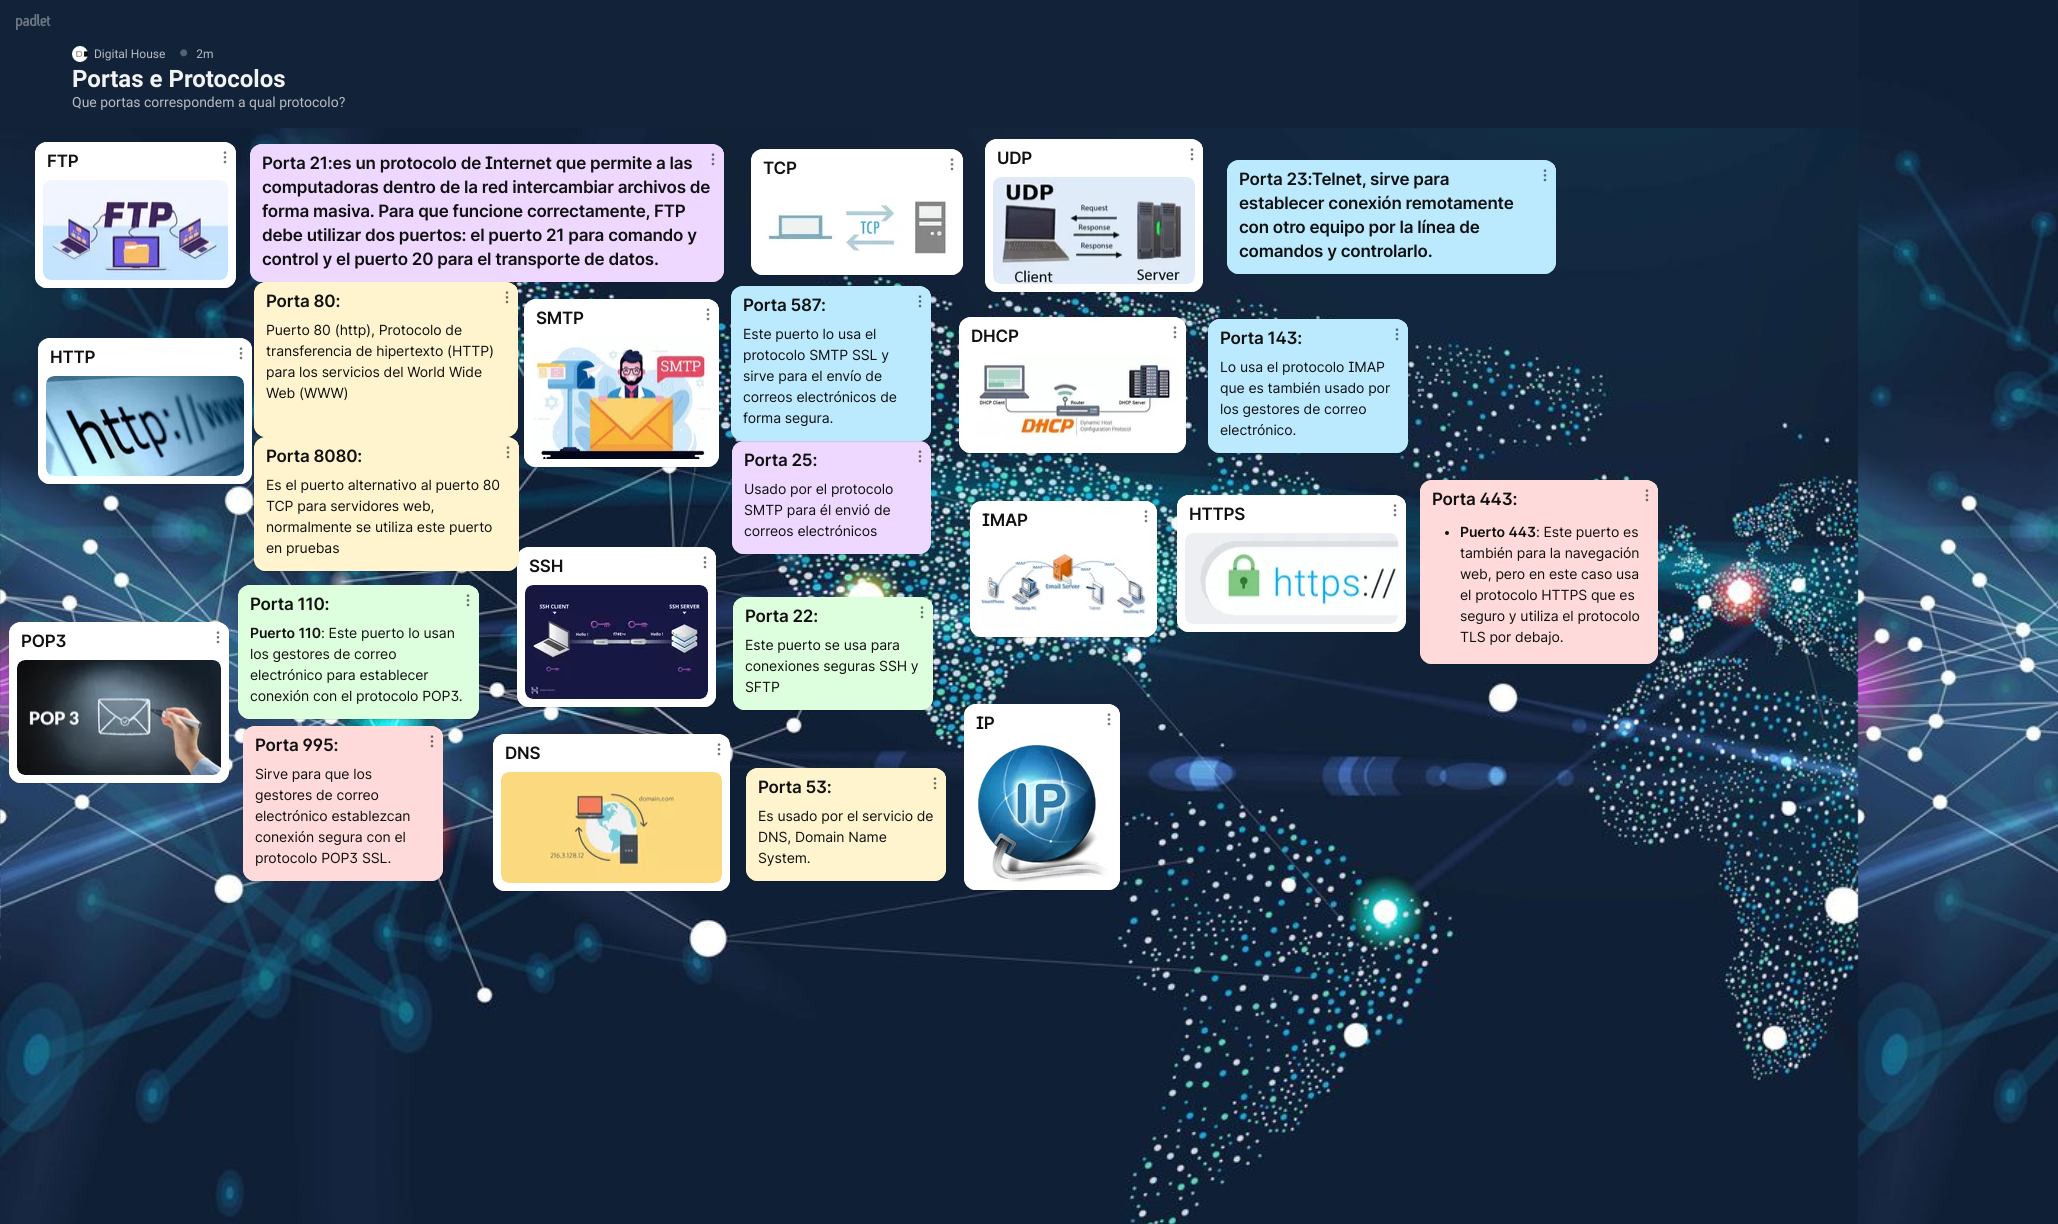 padlet
Digital House • 2m
Portas e Protocolos
Que portas correspondem a qual protocolo?
FTP
FTP
Porta 21:es un protocolo de Internet que permite a las
computadoras dentro de la red intercambiar archivos de
forma masiva. Para que funcione correctamente, FTP
debe utilizar dos puertos: el puerto 21 para comando y
control y el puerto 20 para el transporte de datos.
TCP
TCP
UDP
UDP
Request
Response
Response
Client
Server
Porta 23:Telnet, sirve para
establecer conexión remotamente
con otro equipo por la línea de
comandos y controlarlo.
HTTP
http://www
Porta 80:
Puerto 80 (http), Protocolo de
transferencia de hipertexto (HTTP)
para los servicios del World Wide
Web (WWW)
Porta 8080:
Es el puerto alternativo al puerto 80
TCP para servidores web,
normalmente se utiliza este puerto
en pruebas
SMTP
SMTP
Porta 587:
Este puerto lo usa el
protocolo SMTP SSL y
sirve para el envío de
correos electrónicos de
forma segura.
Porta 25:
Usado por el protocolo
SMTP para él envió de
correos electrónicos
DHCP
DHCP Client
Router
DHCP Server
DHCP
Dynamic Host
Configuration Protocol
Porta 143:
Lo usa el protocolo IMAP
que es también usado por
los gestores de correo
electrónico.
IMAP
IMAP
IMAP
IMAP
IMAP
Email Server
Smartphone
Desktop PC
Tablet
Desktop PC
HTTPS
https://
Porta 443:
• Puerto 443: Este puerto es
también para la navegación
web, pero en este caso usa
el protocolo HTTPS que es
seguro y utiliza el protocolo
TLS por debajo.
POP3
POP 3
Porta 110:
Puerto 110: Este puerto lo usan
los gestores de correo
electrónico para establecer
conexión con el protocolo POP3.
Porta 995:
Sirve para que los
gestores de correo
electrónico establezcan
conexión segura con el
protocolo POP3 SSL.
SSH
SSH CLIENT
SSH SERVER
Hello !
Hello !
Porta 22:
Este puerto se usa para
conexiones seguras SSH y
SFTP
DNS
domain.com
216.3.128.12
Porta 53:
Es usado por el servicio de
DNS, Domain Name
System.
IP
IP